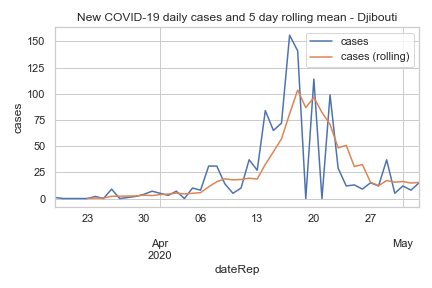 New COVID-19 daily cases and 5 day rolling mean - Djibouti
cases
cases (rolling)
150
125
100
75
50
25
0
cases
23
30
06
13
20
27
Apr
2020
May
dateRep